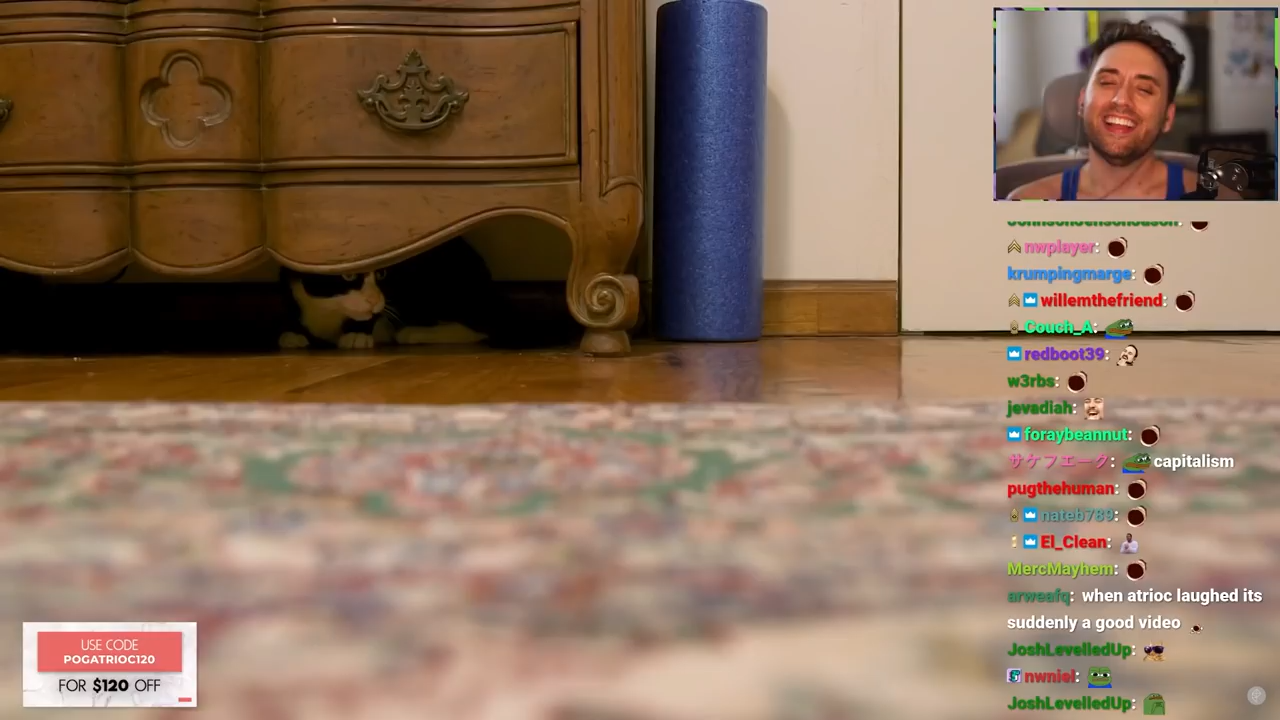 Johnsonjensonjason:
nwplayer:
krumpingmarge:
willemthefriend:
Couch_A:
redboot39:
w3rbs:
jevadiah:
foraybeannut:
サケフエーク: capitalism
pugthehuman:
nateb789:
El_Clean:
MercMayhem:
arweafq: when atrioc laughed its
suddenly a good video
JoshLevelledUp:
nwniel:
JoshLevelledUp:
USE CODE
POGATRIOC120
FOR $120 OFF